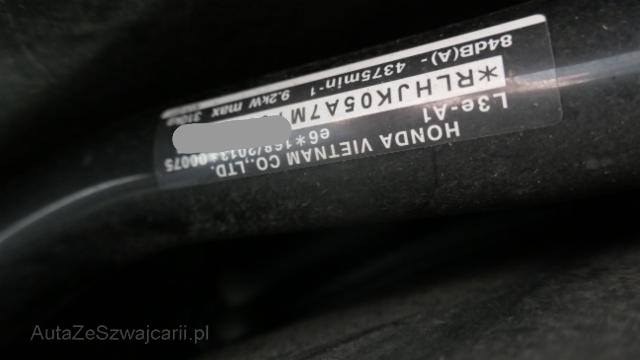 HONDA VIETNAM CO.,LTD.
e6*168/2013*00075
L3e-A1
*RLHJK05A7M
84dB(A) - 4375min-1 9.2kW max 310kg
AutaZeSzwajcarii.pl